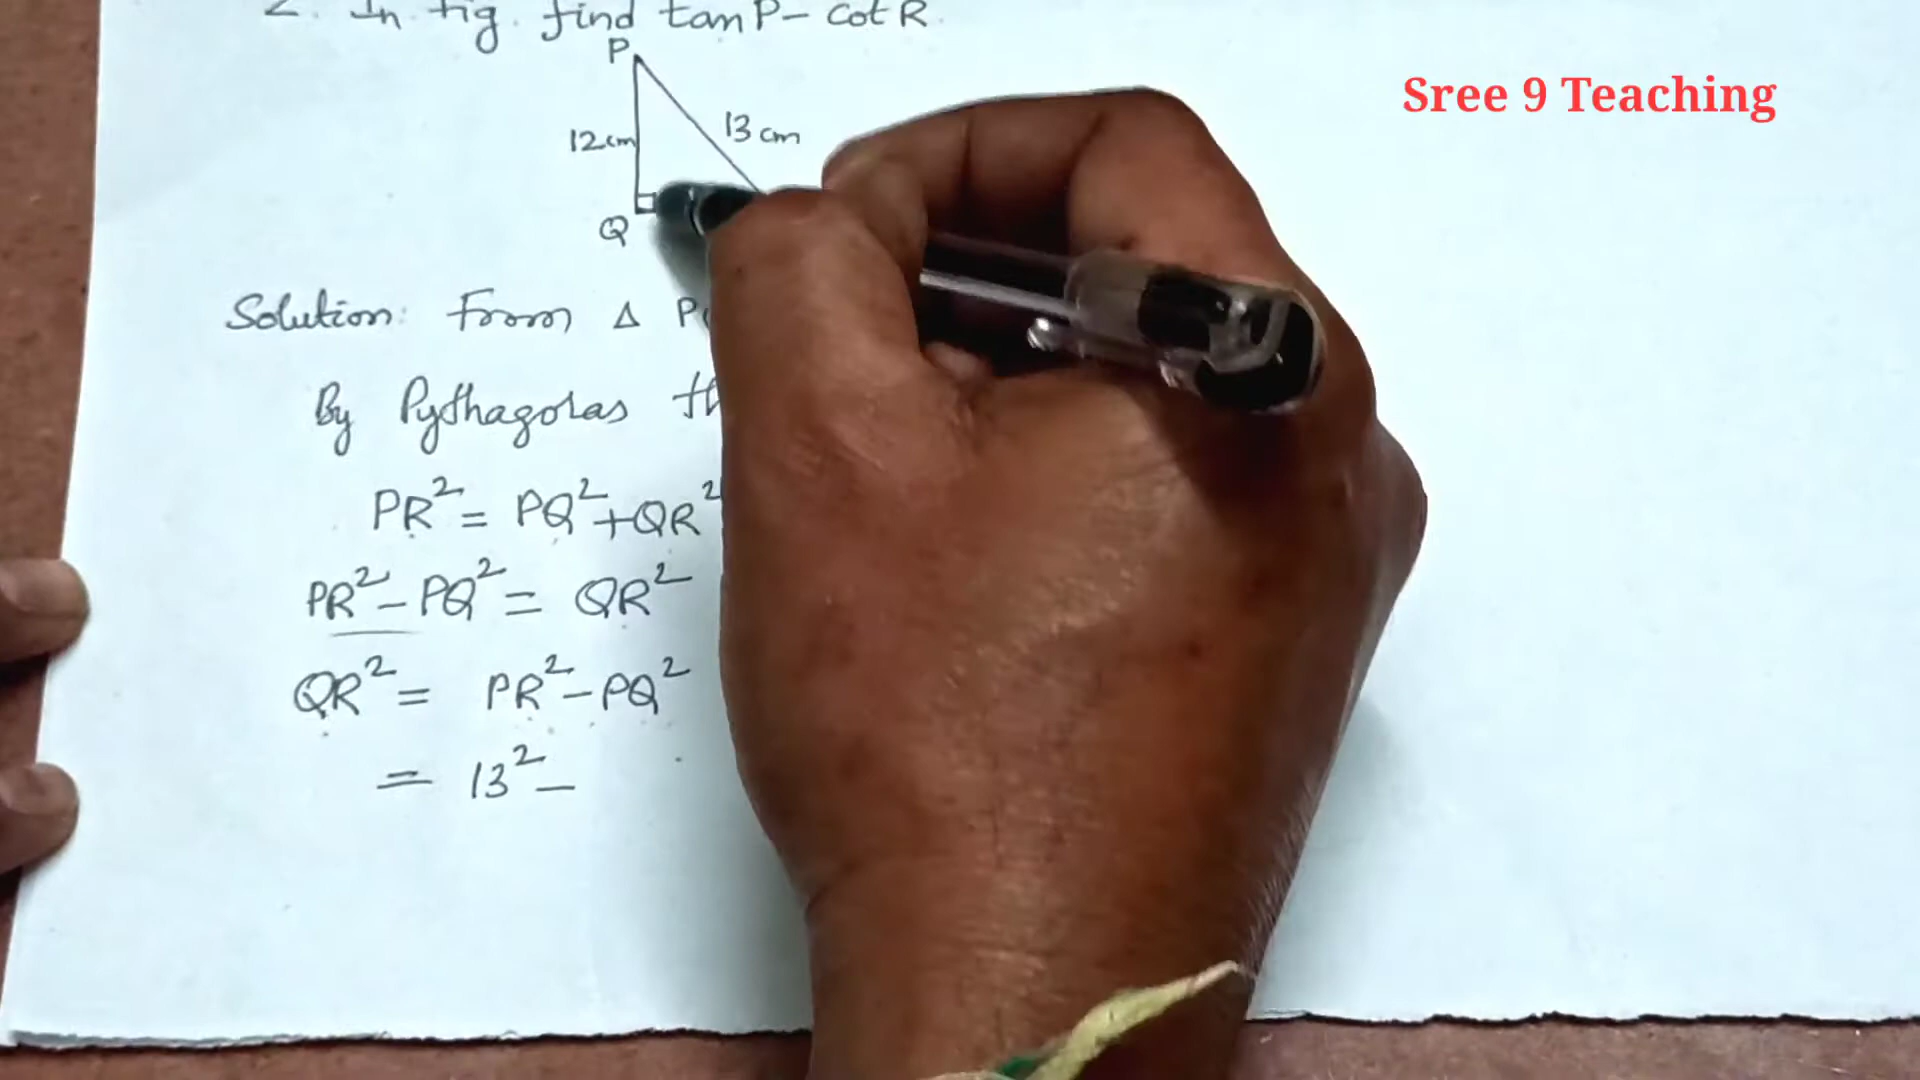 2. In fig. find tan P - cot R.
P
Sree 9 Teaching
13 cm
12cm
Q
Solution: From Δ
By Pythagoras
PR² = PQ² + QR²
PR² - PQ² = QR²
QR² = PR² - PQ²
= 13² -